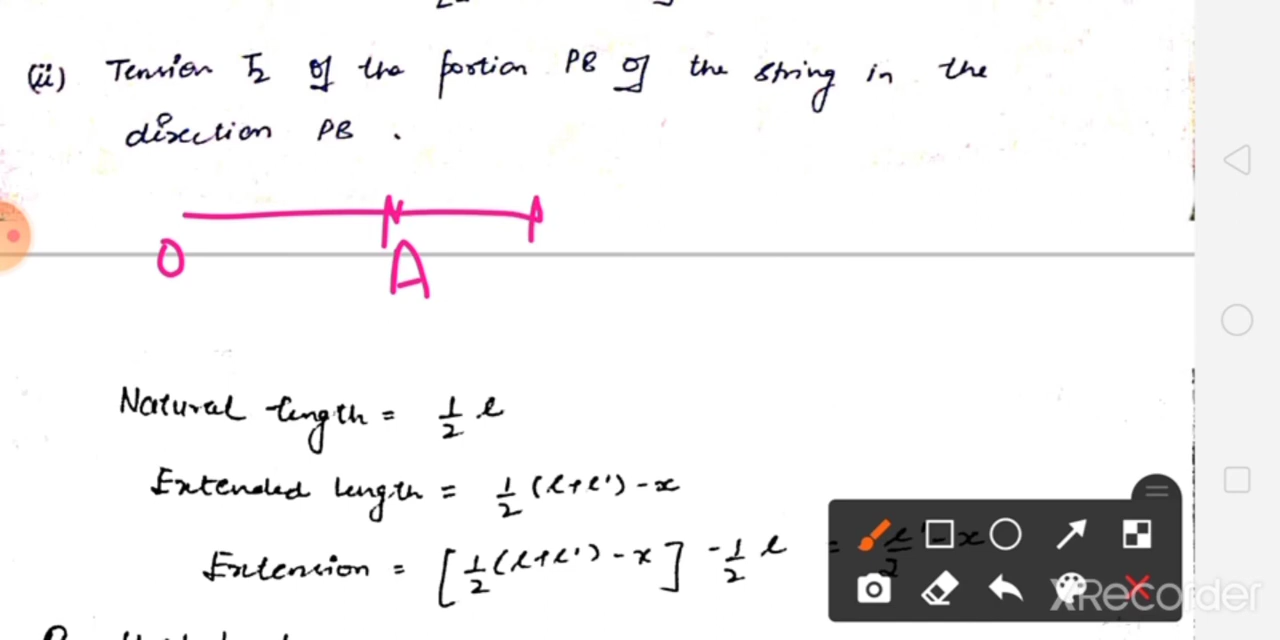 (ii) Tension T₂ of the portion PB of the string in the
direction PB .
O A
Natural length = 1/2 l
Extended length = 1/2 (l+l') - x
Extension = [1/2 (l+l') - x] - 1/2 l = l'/2 - x
XRecorder